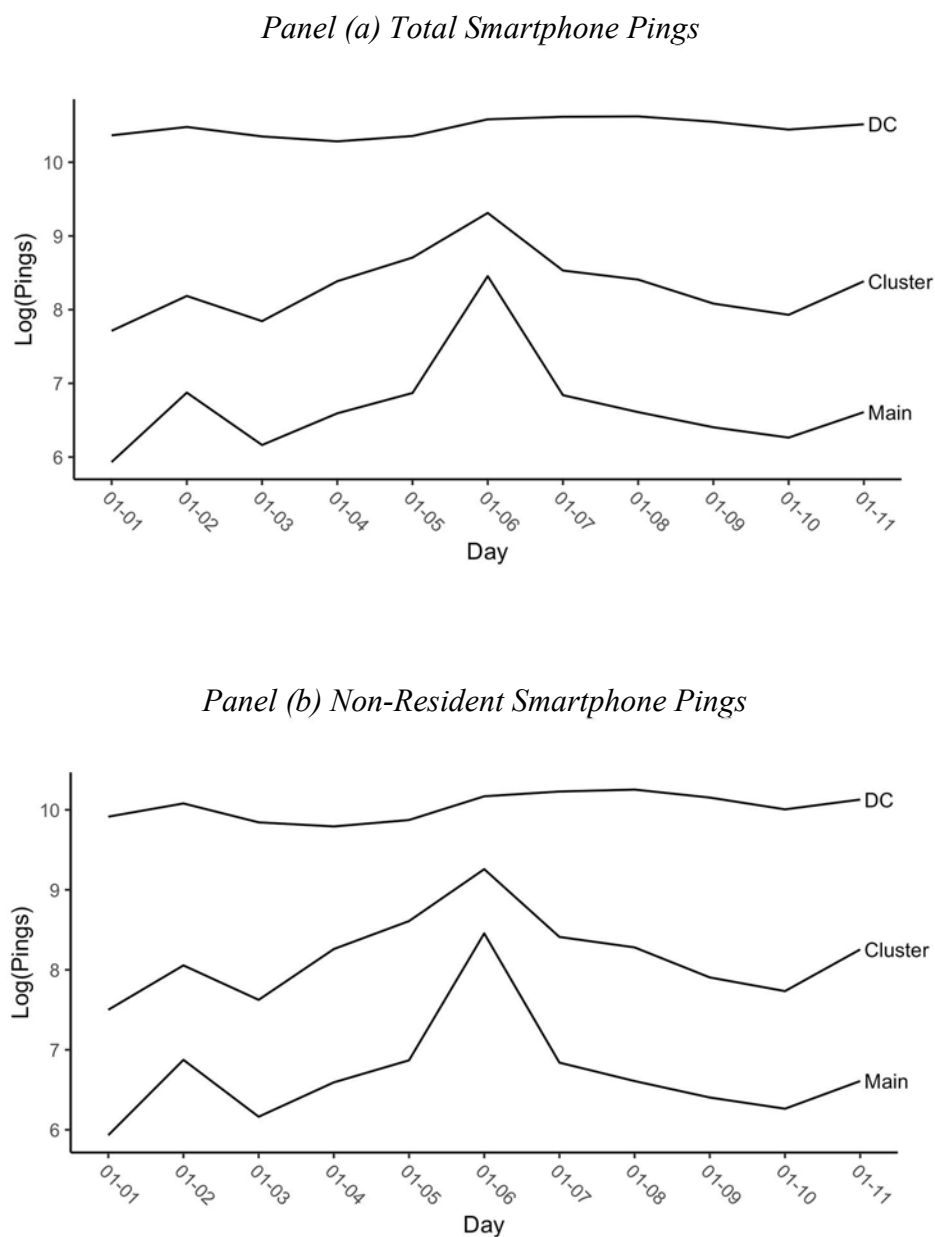 Panel (a) Total Smartphone Pings
DC
10
9
Cluster
8
7
Main
6
Log(Pings)
01-01
01-02
01-03
01-04
01-05
01-06
01-07
01-08
01-09
01-10
01-11
Day
Panel (b) Non-Resident Smartphone Pings
DC
10
9
Cluster
8
7
Main
6
Log(Pings)
01-01
01-02
01-03
01-04
01-05
01-06
01-07
01-08
01-09
01-10
01-11
Day